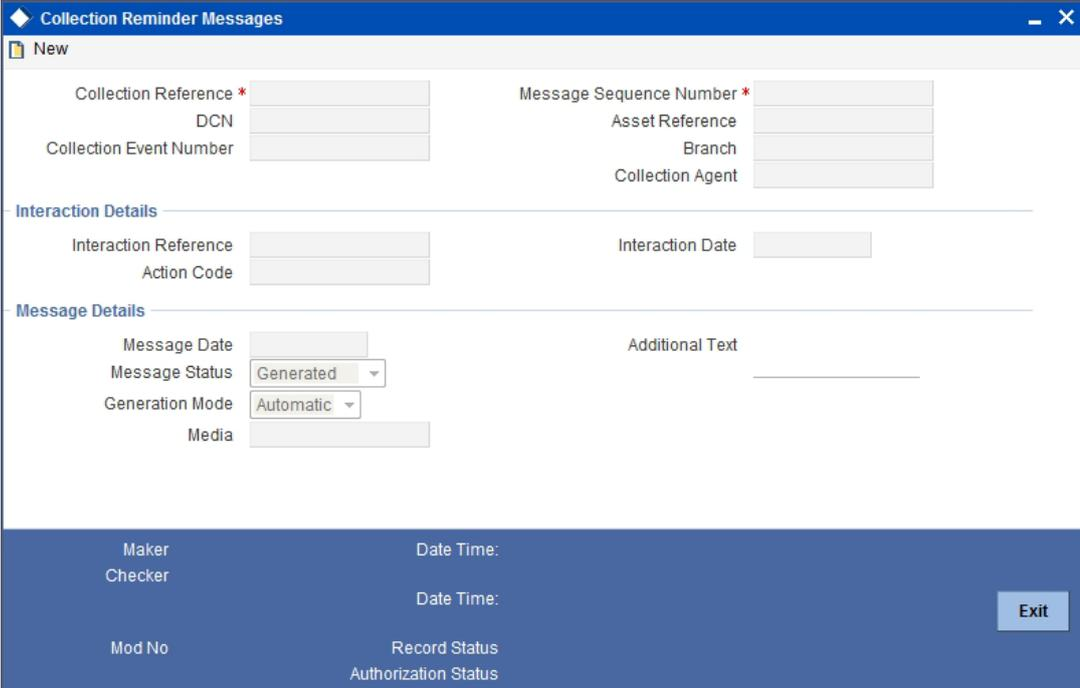 Collection Reminder Messages
New
Collection Reference *
Message Sequence Number *
DCN
Asset Reference
Collection Event Number
Branch
Collection Agent
Interaction Details
Interaction Reference
Interaction Date
Action Code
Message Details
Message Date
Additional Text
Message Status Generated
Generation Mode Automatic
Media
Maker
Date Time:
Checker
Date Time:
Exit
Mod No
Record Status
Authorization Status